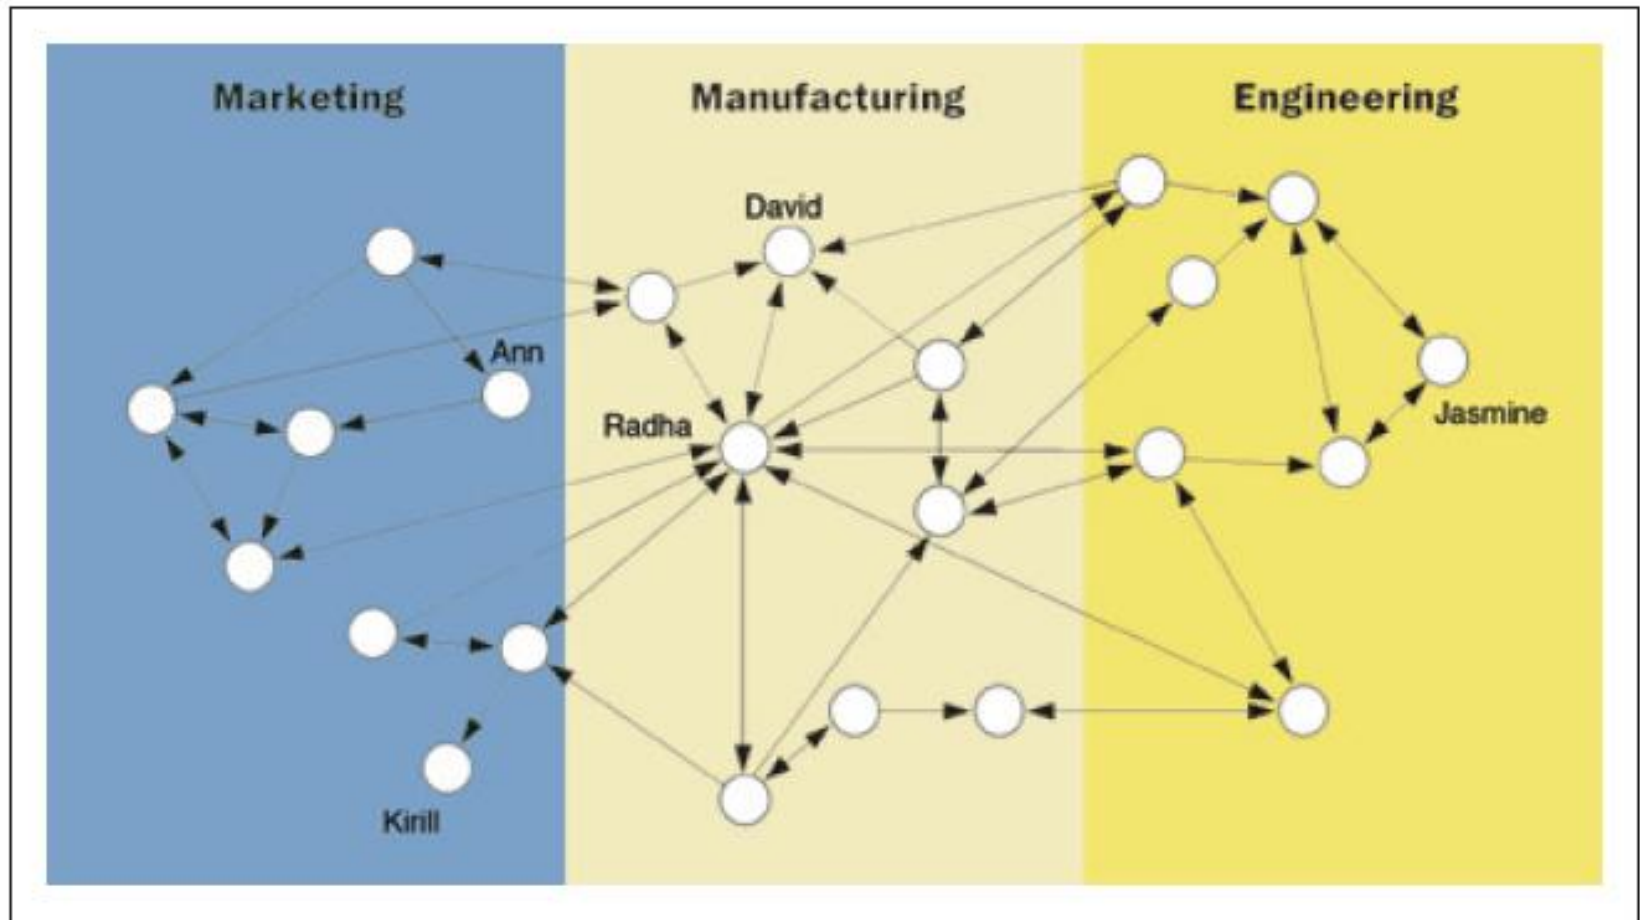 Marketing
Manufacturing
Engineering
David
Ann
Radha
Jasmine
Kirill